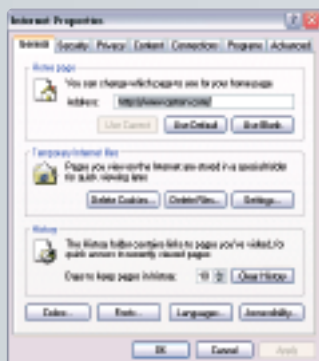 Internet Properties
General Security Privacy Content Connections Programs Advanced
Home page
You can change which page to use for your home page.
Address:
Use Current Use Default Use Blank
Temporary Internet files
Pages you view on the Internet are stored in a special folder
for quick viewing later.
Delete Cookies... Delete Files... Settings...
History
The History folder contains links to pages you've visited, for
quick access to recently viewed pages.
Days to keep pages in history: Clear History
Colors... Fonts... Languages... Accessibility...
OK Cancel Apply